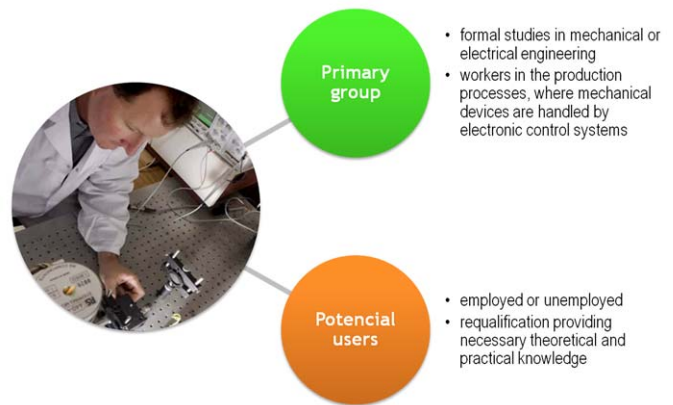 Primary
group
• formal studies in mechanical or
electrical engineering
• workers in the production
processes, where mechanical
devices are handled by
electronic control systems
Potencial
users
• employed or unemployed
• requalification providing
necessary theoretical and
practical knowledge